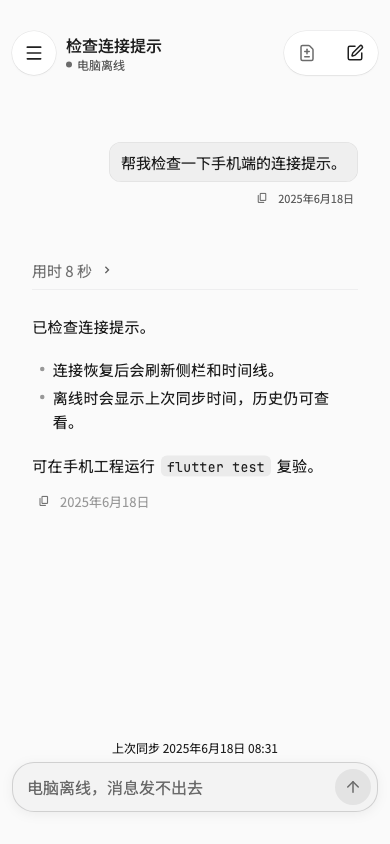 检查连接提示
电脑离线
帮我检查一下手机端的连接提示。
2025年6月18日
用时 8 秒
已检查连接提示。
连接恢复后会刷新侧栏和时间线。
离线时会显示上次同步时间，历史仍可查
看。
可在手机工程运行 flutter test 复验。
2025年6月18日
上次同步 2025年6月18日 08:31
电脑离线，消息发不出去